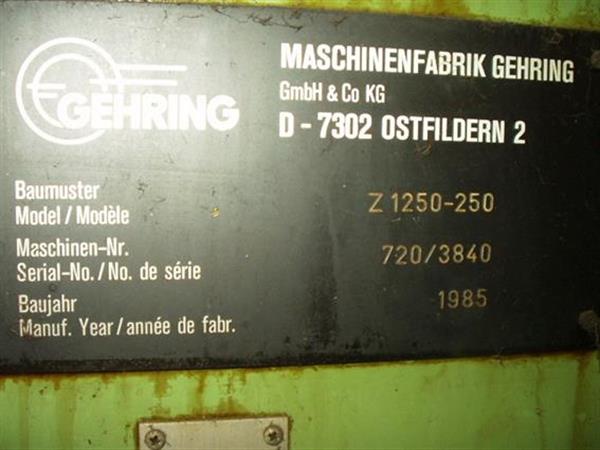 GEHRING
MASCHINENFABRIK GEHRING
GmbH & Co KG
D - 7302 OSTFILDERN 2
Baumuster
Model / Modèle
Z 1250-250
Maschinen-Nr.
Serial-No. / No. de série
720/3840
Baujahr
Manuf. Year / année de fabr.
1985